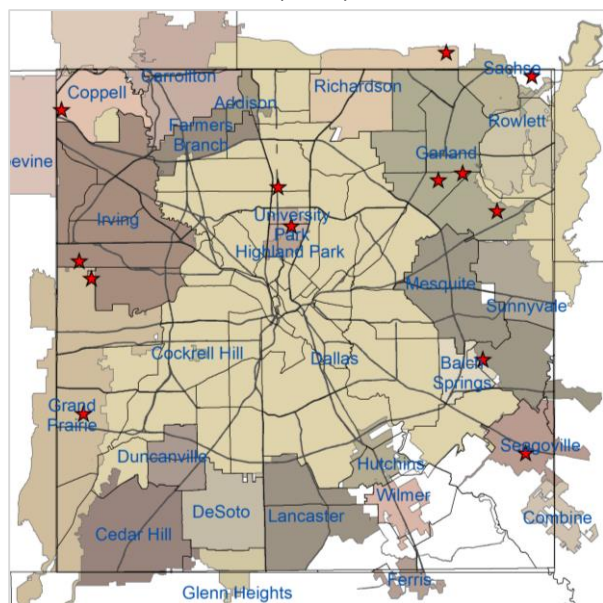 Carrollton
Sachse
Coppell
Richardson
Addison
Rowlett
Farmers
Branch
Garland
evine
Irving
University
Park
Highland Park
Mesquite
Sunnyvale
Cockrell Hill
Dallas
Balch
Springs
Grand
Prairie
Seagoville
Duncanville
Hutchins
Wilmer
DeSoto
Lancaster
Combine
Cedar Hill
Ferris
Glenn Heights